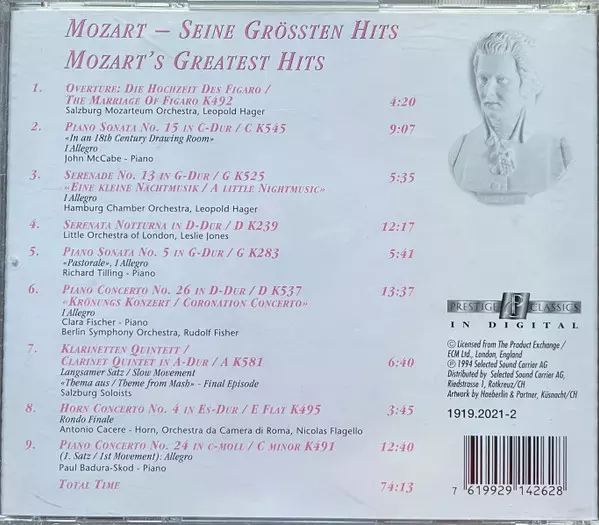 MOZART – SEINE GRÖSSTEN HITS
MOZART'S GREATEST HITS
1. OVERTURE: DIE HOCHZEIT DES FIGARO /
THE MARRIAGE OF FIGARO K492 4:20
Salzburg Mozarteum Orchestra, Leopold Hager
2. PIANO SONATA NO. 15 IN C-DUR / C K545 9:07
«In an 18th Century Drawing Room»
I Allegro
John McCabe - Piano
3. SERENADE NO. 13 IN G-DUR / G K525 5:35
«EINE KLEINE NACHTMUSIK / A LITTLE NIGHTMUSIC»
I Allegro
Hamburg Chamber Orchestra, Leopold Hager
4. SERENATA NOTTURNA IN D-DUR / D K239 12:17
Little Orchestra of London, Leslie Jones
5. PIANO SONATA NO. 5 IN G-DUR / G K283 5:41
«Pastorale», I Allegro
Richard Tilling - Piano
6. PIANO CONCERTO NO. 26 IN D-DUR / D K537 13:37
«KRÖNUNGS KONZERT / CORONATION CONCERTO»
I Allegro
Clara Fischer - Piano
Berlin Symphony Orchestra, Rudolf Fisher
7. KLARINETTEN QUINTETT /
CLARINET QUINTET IN A-DUR / A K581 6:40
Langsamer Satz / Slow Movement
«Thema aus / Theme from Mash» - Final Episode
Salzburg Soloists
8. HORN CONCERTO NO. 4 IN ES-DUR / E FLAT K495 3:45
Rondo Finale
Antonio Cacere - Horn, Orchestra da Camera di Roma, Nicolas Flagello
9. PIANO CONCERTO NO. 24 IN C-MOLL / C MINOR K491 12:40
(1. Satz / 1st Movement): Allegro
Paul Badura-Skod - Piano
TOTAL TIME 74:13
PRESTIGE P CLASSICS
IN DIGITAL
© Licensed from The Product Exchange /
ECM Ltd., London, England
℗ 1994 Selected Sound Carrier AG
Distributed by Selected Sound Carrier AG,
Riedstrasse 1, Rotkreuz/CH
Artwork by Haeberlin & Partner, Küsnacht/CH
1919.2021-2
7 619929 142628